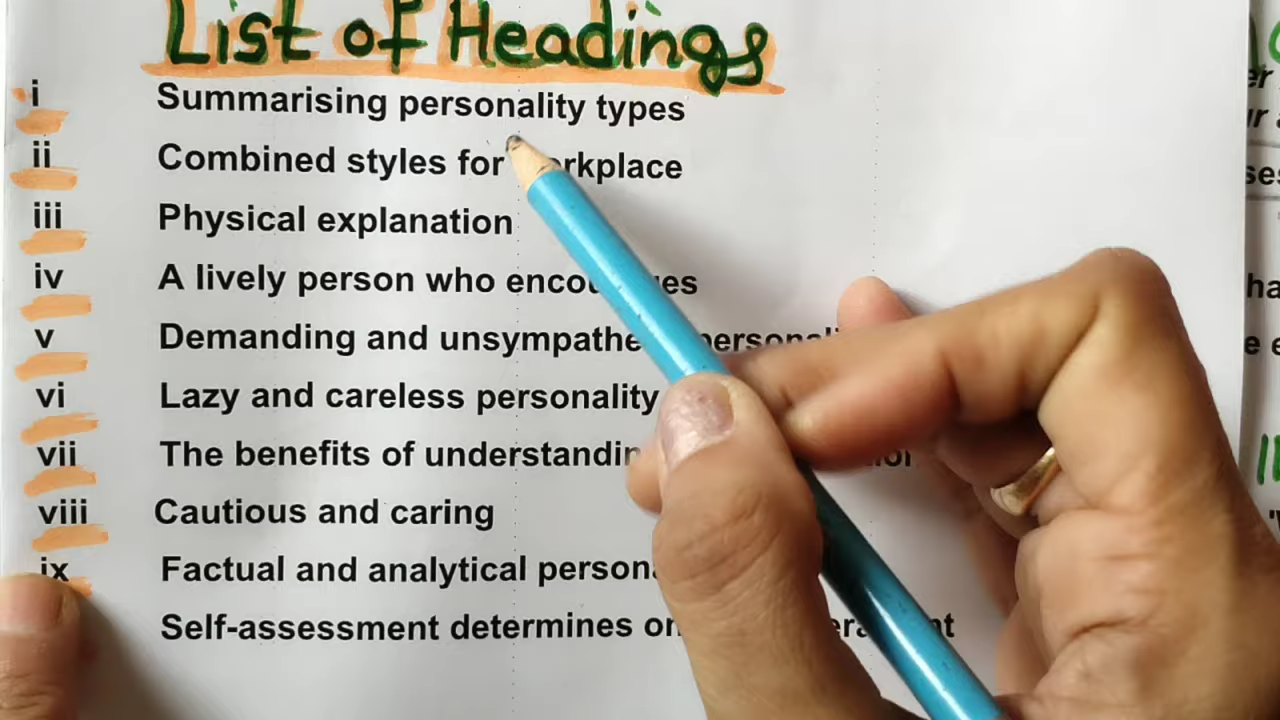 List of Headings
i Summarising personality types
ii Combined styles for
iii Physical explanation
iv A lively person who
v Demanding and
vi Lazy and careless personality
vii The benefits of
viii Cautious and caring
ix Factual and analytical
Self-assessment determines